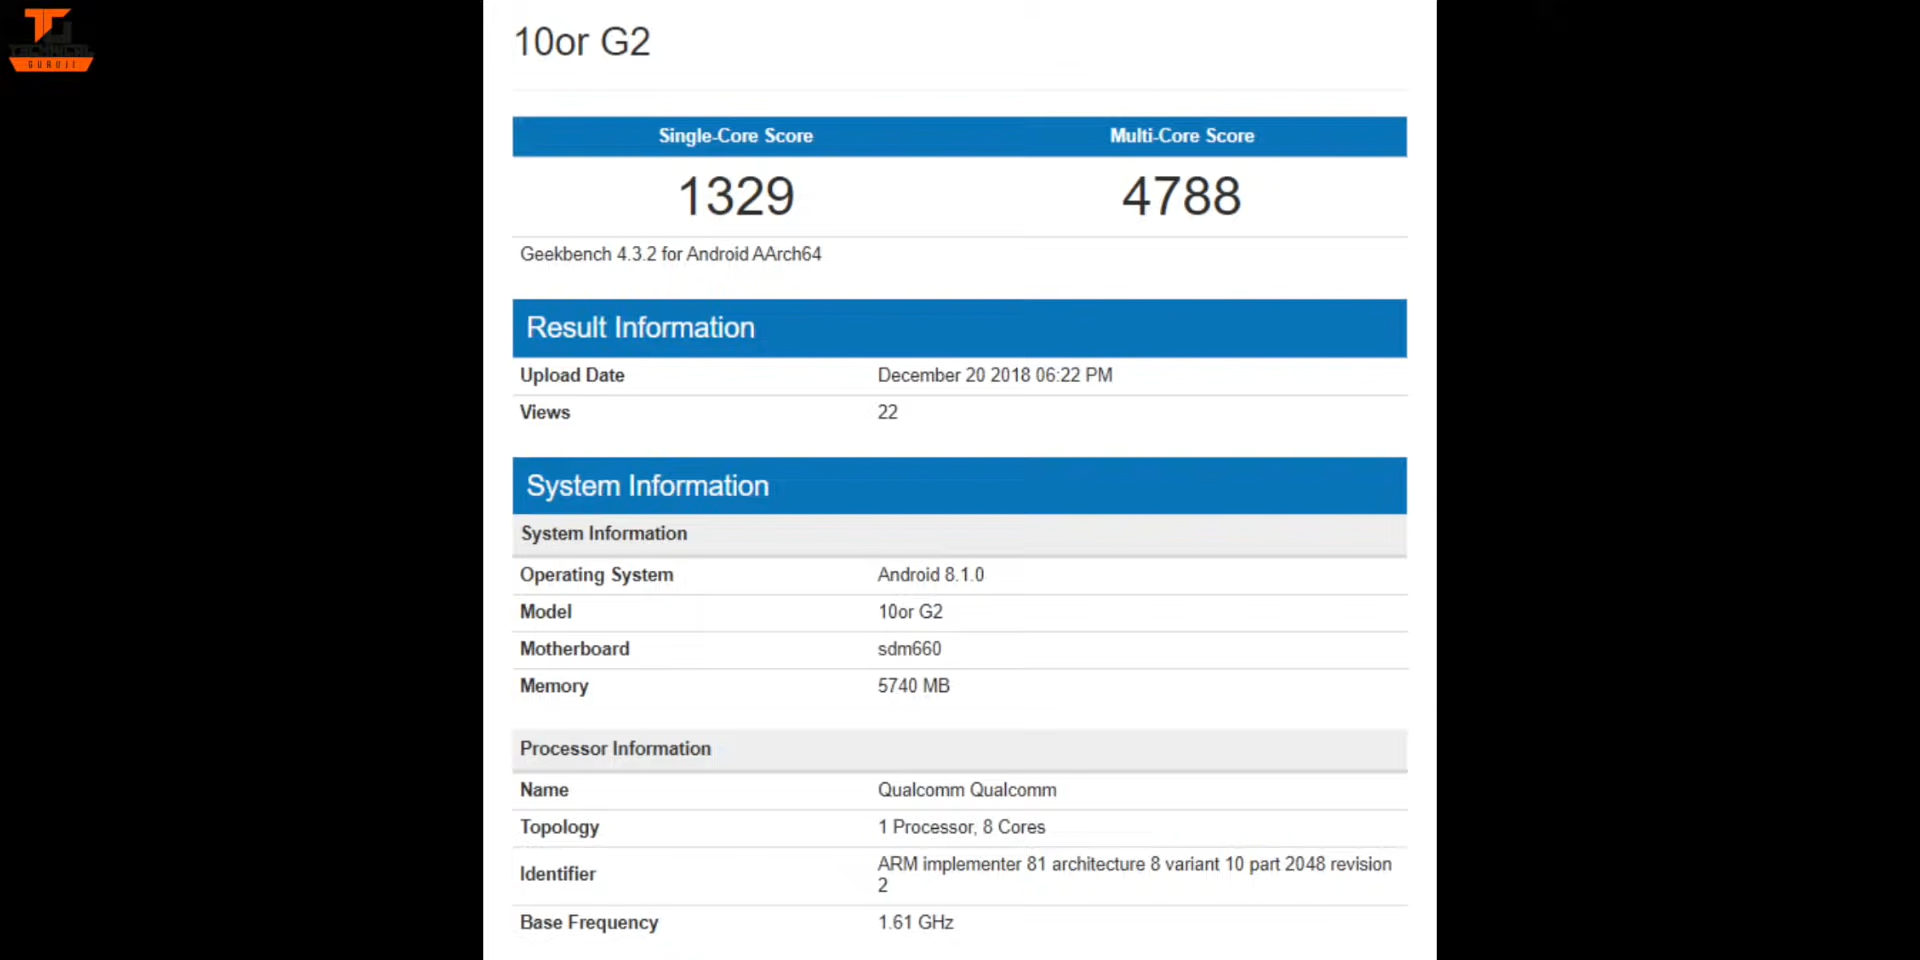 TECHNICAL
GURUJI
10or G2
Single-Core Score Multi-Core Score
1329 4788
Geekbench 4.3.2 for Android AArch64
Result Information
Upload Date December 20 2018 06:22 PM
Views 22
System Information
System Information
Operating System Android 8.1.0
Model 10or G2
Motherboard sdm660
Memory 5740 MB
Processor Information
Name Qualcomm Qualcomm
Topology 1 Processor, 8 Cores
Identifier ARM implementer 81 architecture 8 variant 10 part 2048 revision
2
Base Frequency 1.61 GHz